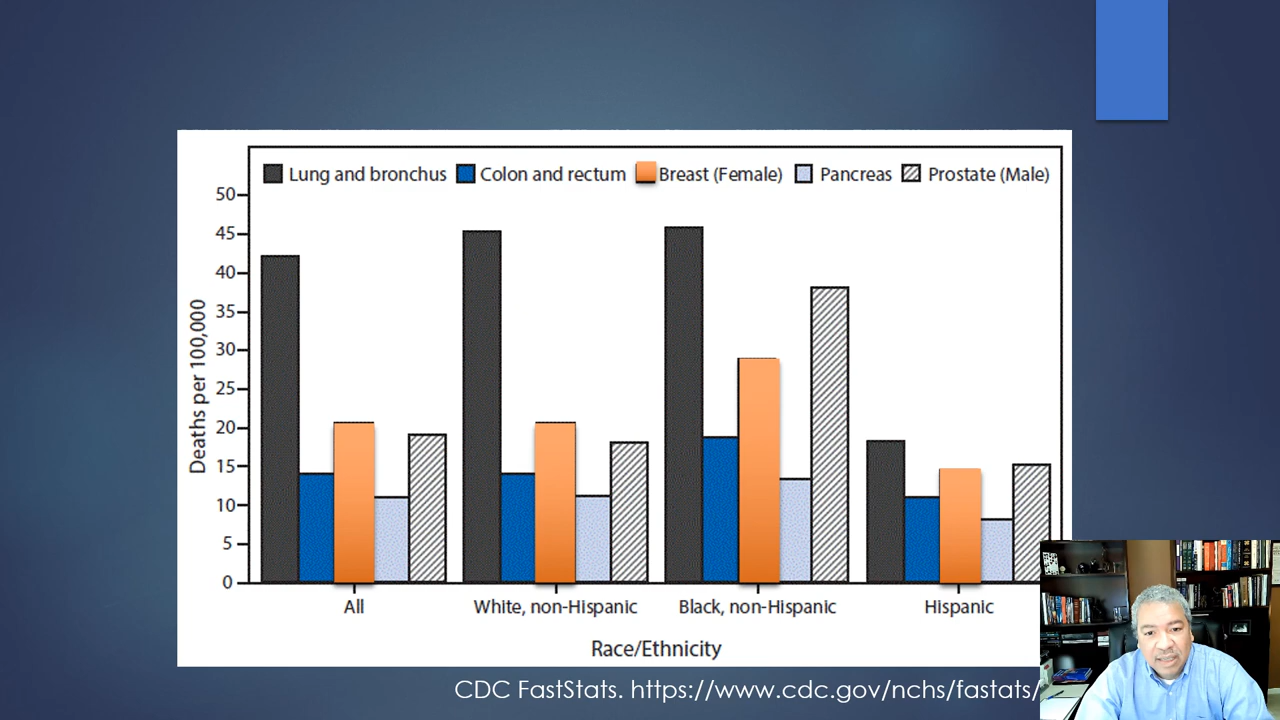 Lung and bronchus Colon and rectum Breast (Female) Pancreas Prostate (Male)
50
45
40
35
30
25
20
15
10
5
0
Deaths per 100,000
All White, non-Hispanic Black, non-Hispanic Hispanic
Race/Ethnicity
CDC FastStats. https://www.cdc.gov/nchs/fastats/